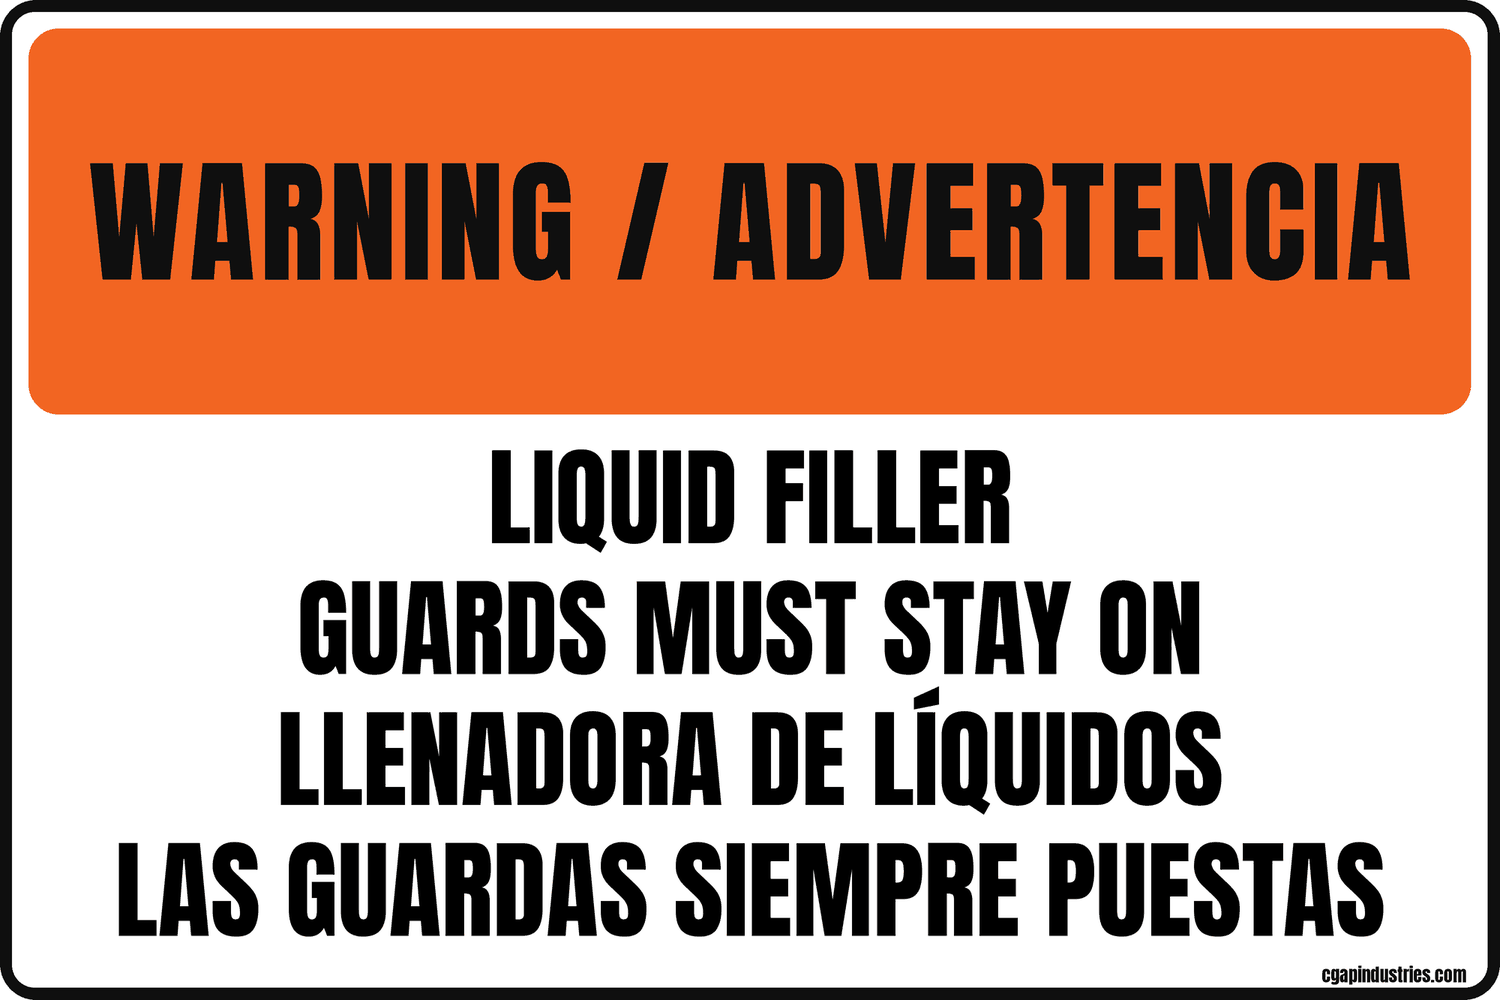 WARNING / ADVERTENCIA
LIQUID FILLER
GUARDS MUST STAY ON
LLENADORA DE LÍQUIDOS
LAS GUARDAS SIEMPRE PUESTAS
cgapindustries.com